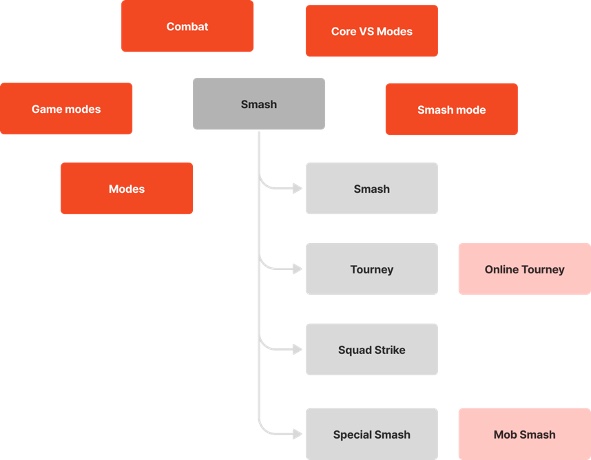 Combat
Core VS Modes
Game modes
Smash
Smash mode
Modes
Smash
Tourney
Online Tourney
Squad Strike
Special Smash
Mob Smash